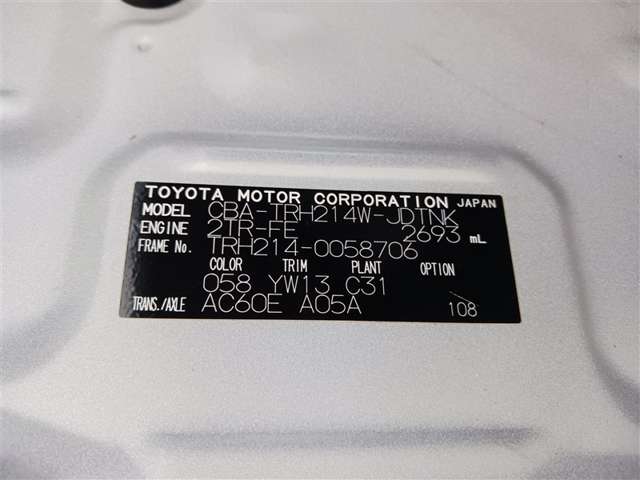 TOYOTA MOTOR CORPORATION JAPAN
MODEL CBA-TRH214W-JDTNK
ENGINE 2TR-FE 2693 mL
FRAME No. TRH214-0058706
COLOR TRIM PLANT OPTION
058 YW13 C31
TRANS./AXLE AC60E A05A 108